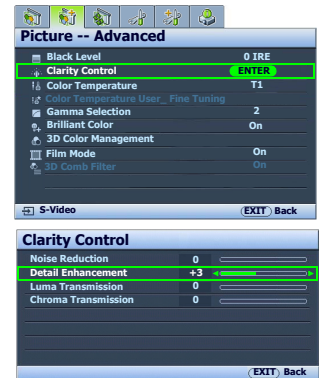 Picture -- Advanced
Black Level 0 IRE
Clarity Control ENTER
Color Temperature T1
Color Temperature User_ Fine Tuning
Gamma Selection 2
Brilliant Color On
3D Color Management
Film Mode On
3D Comb Filter On
S-Video EXIT Back
Clarity Control
Noise Reduction 0
Detail Enhancement +3
Luma Transmission 0
Chroma Transmission 0
EXIT Back